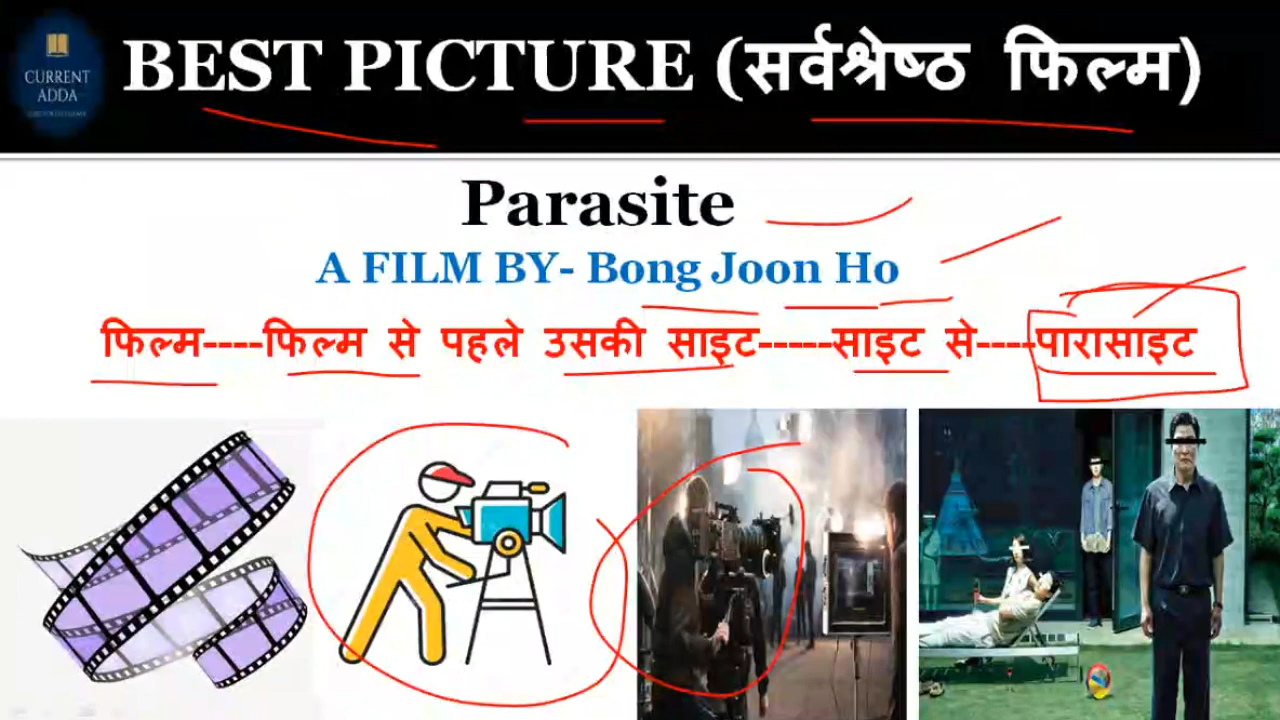 CURRENT
ADDA
BEST PICTURE (सर्वश्रेष्ठ फिल्म)
Parasite
A FILM BY- Bong Joon Ho
फिल्म----फिल्म से पहले उसकी साइट-----साइट से----पारासाइट